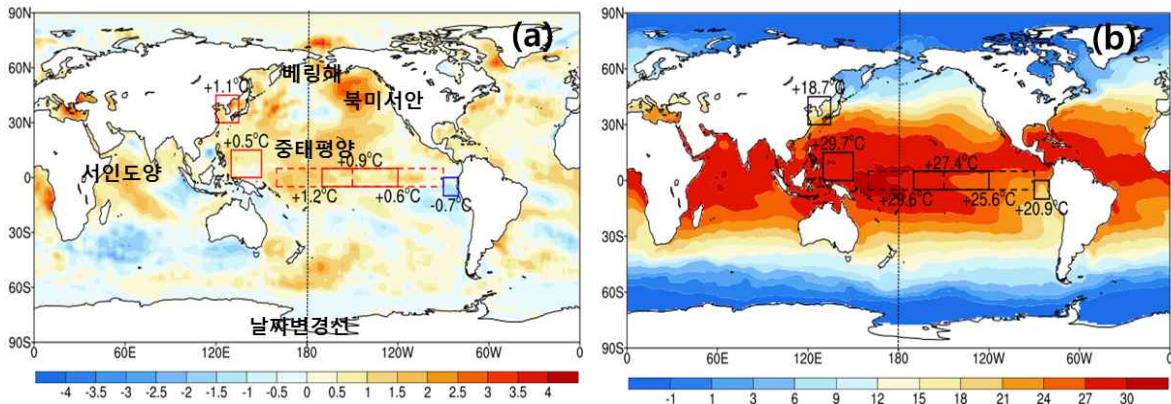 (a)
베링해
+1.1°C
북미서안
+0.5°C
중태평양
+0.9°C
서인도양
+1.2°C
+0.6°C
-0.7°C
날짜변경선
90N
60N
30N
0
30S
60S
90S
0
60E
120E
180
120W
60W
0
-4
-3.5
-3
-2.5
-2
-1.5
-1
-0.5
0
0.5
1
1.5
2
2.5
3
3.5
4
(b)
+18.7°C
+29.7°C
+27.4°C
+29.6°C
+25.6°C
+20.9°C
90N
60N
30N
0
30S
60S
90S
0
60E
120E
180
120W
60W
0
-1
1
3
6
9
12
15
18
21
24
27
30